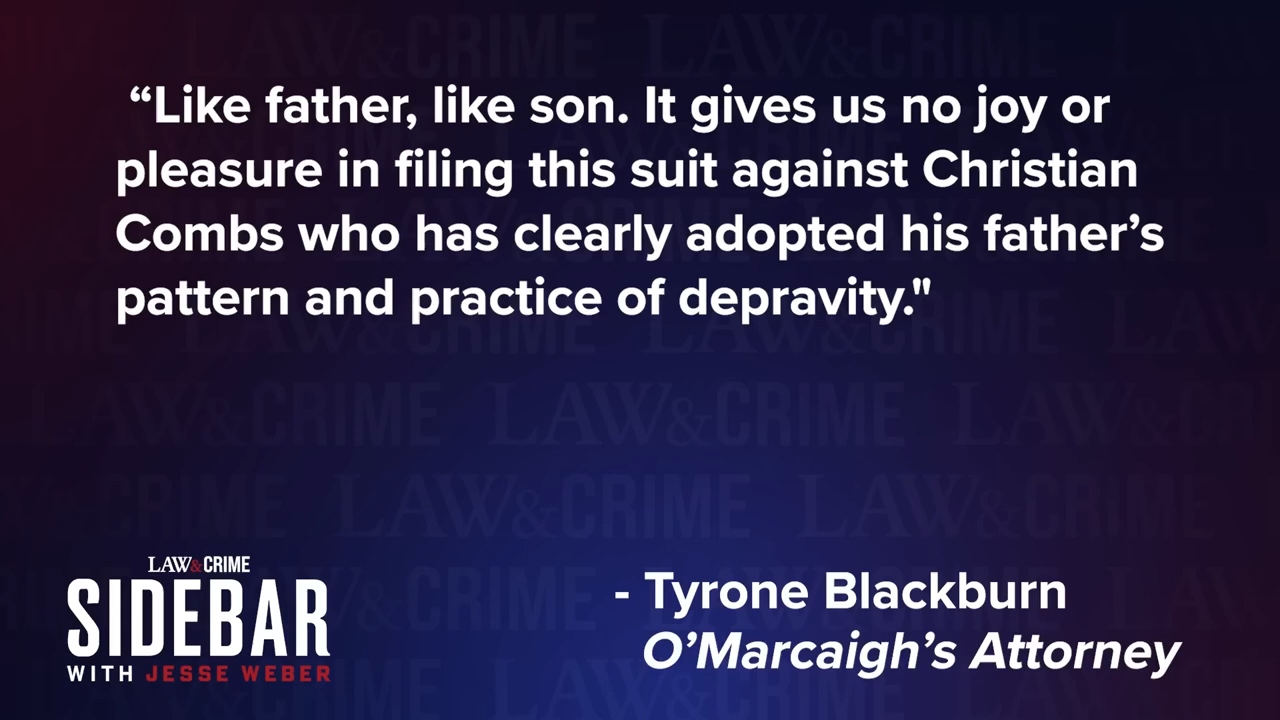 “Like father, like son. It gives us no joy or
pleasure in filing this suit against Christian
Combs who has clearly adopted his father’s
pattern and practice of depravity."
LAW&CRIME
SIDEBAR
WITH JESSE WEBER
- Tyrone Blackburn
O’Marcaigh’s Attorney